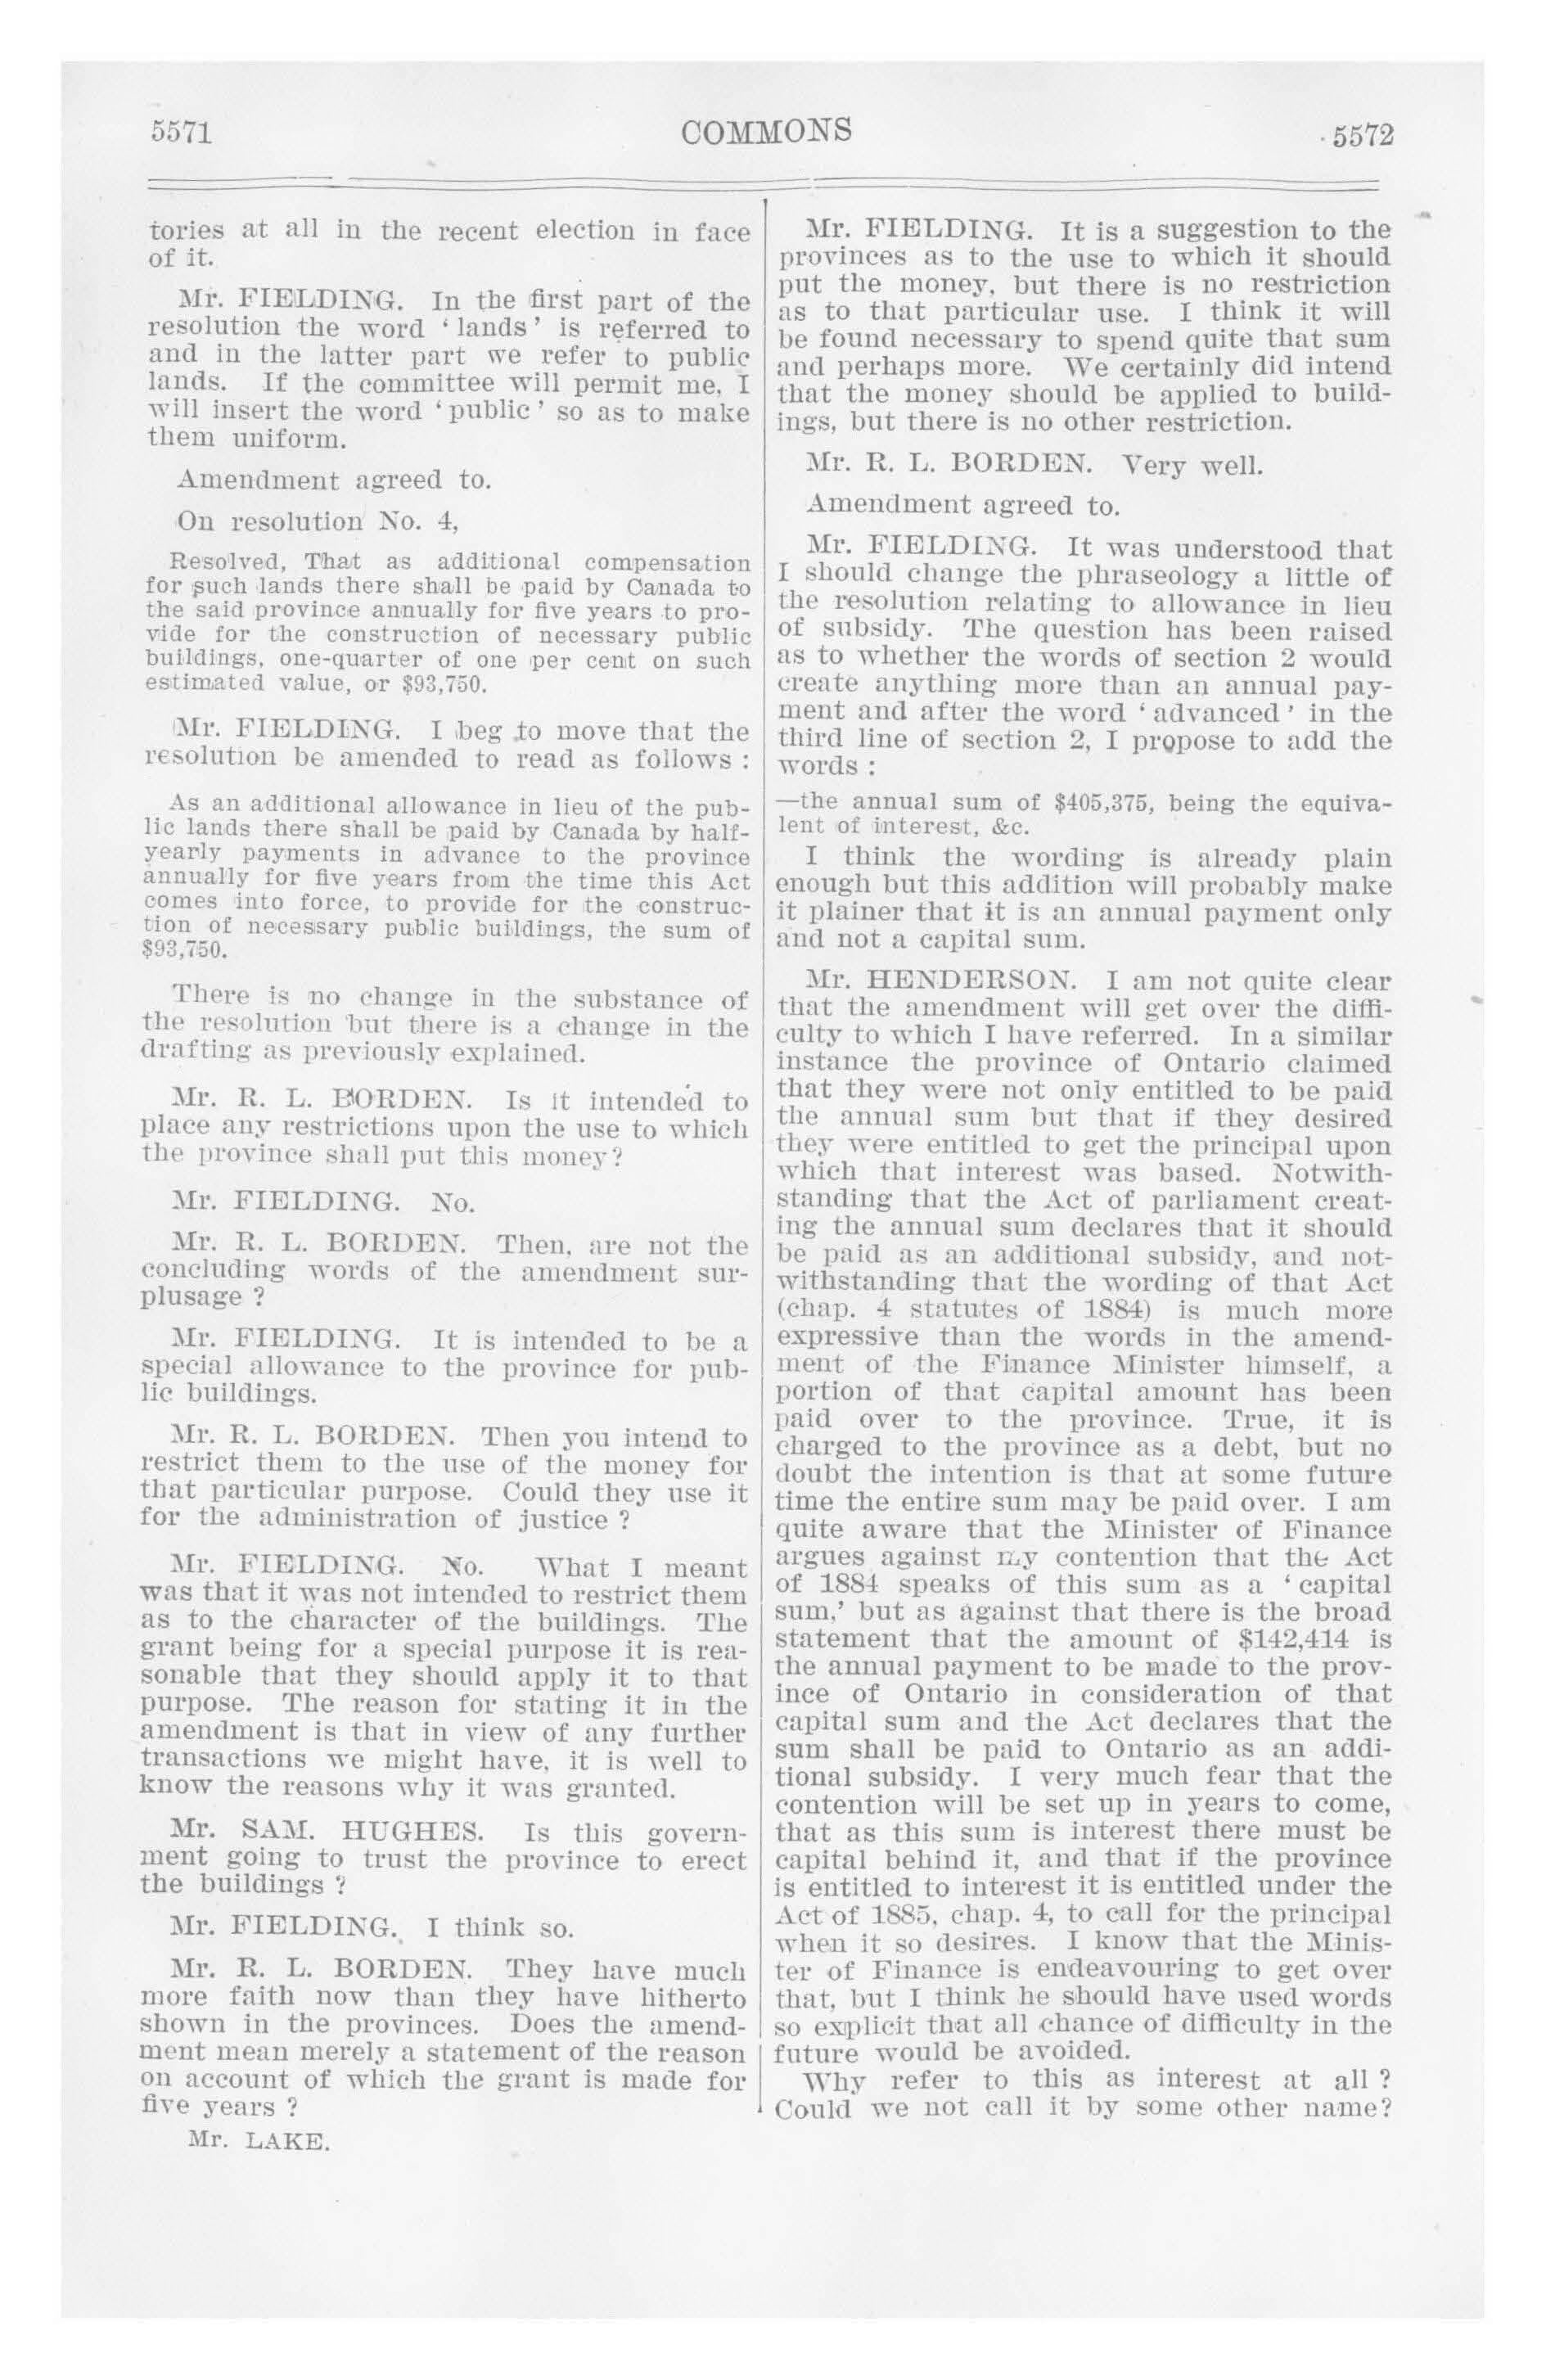 5571
COMMONS
5572
tories at all in the recent election in face
of it.
Mr. FIELDING. In the first part of the
resolution the word ‘ lands ’ is referred to
and in the latter part we refer to public
lands. If the committee will permit me, I
will insert the word ‘ public ’ so as to make
them uniform.
Amendment agreed to.
On resolution No. 4,
Resolved, That as additional compensation
for such lands there shall be paid by Canada to
the said province annually for five years to pro-
vide for the construction of necessary public
buildings, one-quarter of one per cent on such
estimated value, or $93,750.
Mr. FIELDING. I beg to move that the
resolution be amended to read as follows :
As an additional allowance in lieu of the pub-
lic lands there shall be paid by Canada by half-
yearly payments in advance to the province
annually for five years from the time this Act
comes into force, to provide for the construc-
tion of necessary public buildings, the sum of
$93,750.
There is no change in the substance of
the resolution but there is a change in the
drafting as previously explained.
Mr. R. L. BORDEN. Is it intended to
place any restrictions upon the use to which
the province shall put this money?
Mr. FIELDING. No.
Mr. R. L. BORDEN. Then, are not the
concluding words of the amendment sur-
plusage ?
Mr. FIELDING. It is intended to be a
special allowance to the province for pub-
lic buildings.
Mr. R. L. BORDEN. Then you intend to
restrict them to the use of the money for
that particular purpose. Could they use it
for the administration of justice ?
Mr. FIELDING. No. What I meant
was that it was not intended to restrict them
as to the character of the buildings. The
grant being for a special purpose it is rea-
sonable that they should apply it to that
purpose. The reason for stating it in the
amendment is that in view of any further
transactions we might have, it is well to
know the reasons why it was granted.
Mr. SAM. HUGHES. Is this govern-
ment going to trust the province to erect
the buildings ?
Mr. FIELDING. I think so.
Mr. R. L. BORDEN. They have much
more faith now than they have hitherto
shown in the provinces. Does the amend-
ment mean merely a statement of the reason
on account of which the grant is made for
five years ?
Mr. LAKE.
Mr. FIELDING. It is a suggestion to the
provinces as to the use to which it should
put the money, but there is no restriction
as to that particular use. I think it will
be found necessary to spend quite that sum
and perhaps more. We certainly did intend
that the money should be applied to build-
ings, but there is no other restriction.
Mr. R. L. BORDEN. Very well.
Amendment agreed to.
Mr. FIELDING. It was understood that
I should change the phraseology a little of
the resolution relating to allowance in lieu
of subsidy. The question has been raised
as to whether the words of section 2 would
create anything more than an annual pay-
ment and after the word ‘ advanced ’ in the
third line of section 2, I propose to add the
words :
—the annual sum of $405,375, being the equiva-
lent of interest, &c.
I think the wording is already plain
enough but this addition will probably make
it plainer that it is an annual payment only
and not a capital sum.
Mr. HENDERSON. I am not quite clear
that the amendment will get over the diffi-
culty to which I have referred. In a similar
instance the province of Ontario claimed
that they were not only entitled to be paid
the annual sum but that if they desired
they were entitled to get the principal upon
which that interest was based. Notwith-
standing that the Act of parliament creat-
ing the annual sum declares that it should
be paid as an additional subsidy, and not-
withstanding that the wording of that Act
(chap. 4 statutes of 1884) is much more
expressive than the words in the amend-
ment of the Finance Minister himself, a
portion of that capital amount has been
paid over to the province. True, it is
charged to the province as a debt, but no
doubt the intention is that at some future
time the entire sum may be paid over. I am
quite aware that the Minister of Finance
argues against my contention that the Act
of 1884 speaks of this sum as a ‘ capital
sum,’ but as against that there is the broad
statement that the amount of $142,414 is
the annual payment to be made to the prov-
ince of Ontario in consideration of that
capital sum and the Act declares that the
sum shall be paid to Ontario as an addi-
tional subsidy. I very much fear that the
contention will be set up in years to come,
that as this sum is interest there must be
capital behind it, and that if the province
is entitled to interest it is entitled under the
Act of 1885, chap. 4, to call for the principal
when it so desires. I know that the Minis-
ter of Finance is endeavouring to get over
that, but I think he should have used words
so explicit that all chance of difficulty in the
future would be avoided.
Why refer to this as interest at all ?
Could we not call it by some other name?